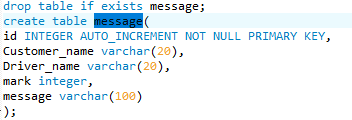 drop table if exists message;
create table message(
id INTEGER AUTO_INCREMENT NOT NULL PRIMARY KEY,
Customer_name varchar(20),
Driver_name varchar(20),
mark integer,
message varchar(100)
);